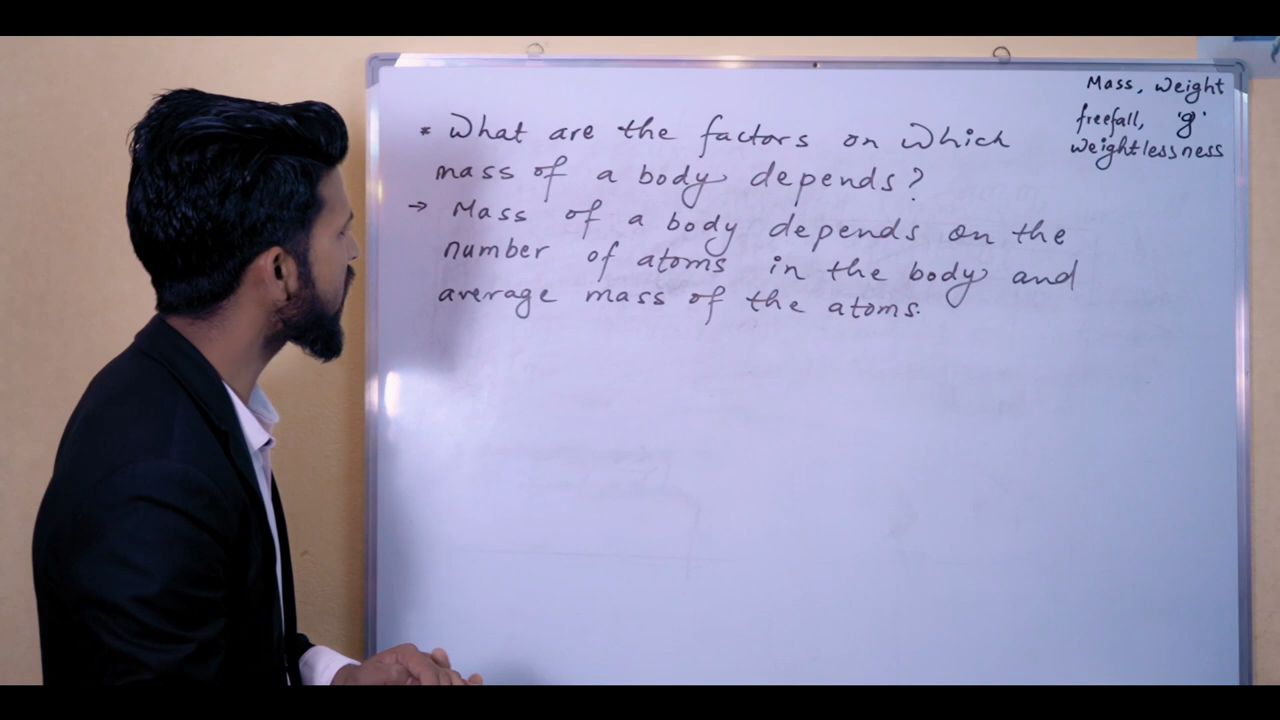 * What are the factors on which
mass of a body depends?
→ Mass of a body depends on the
number of atoms in the body and
average mass of the atoms.
Mass, weight
freefall, 'g'
weightlessness